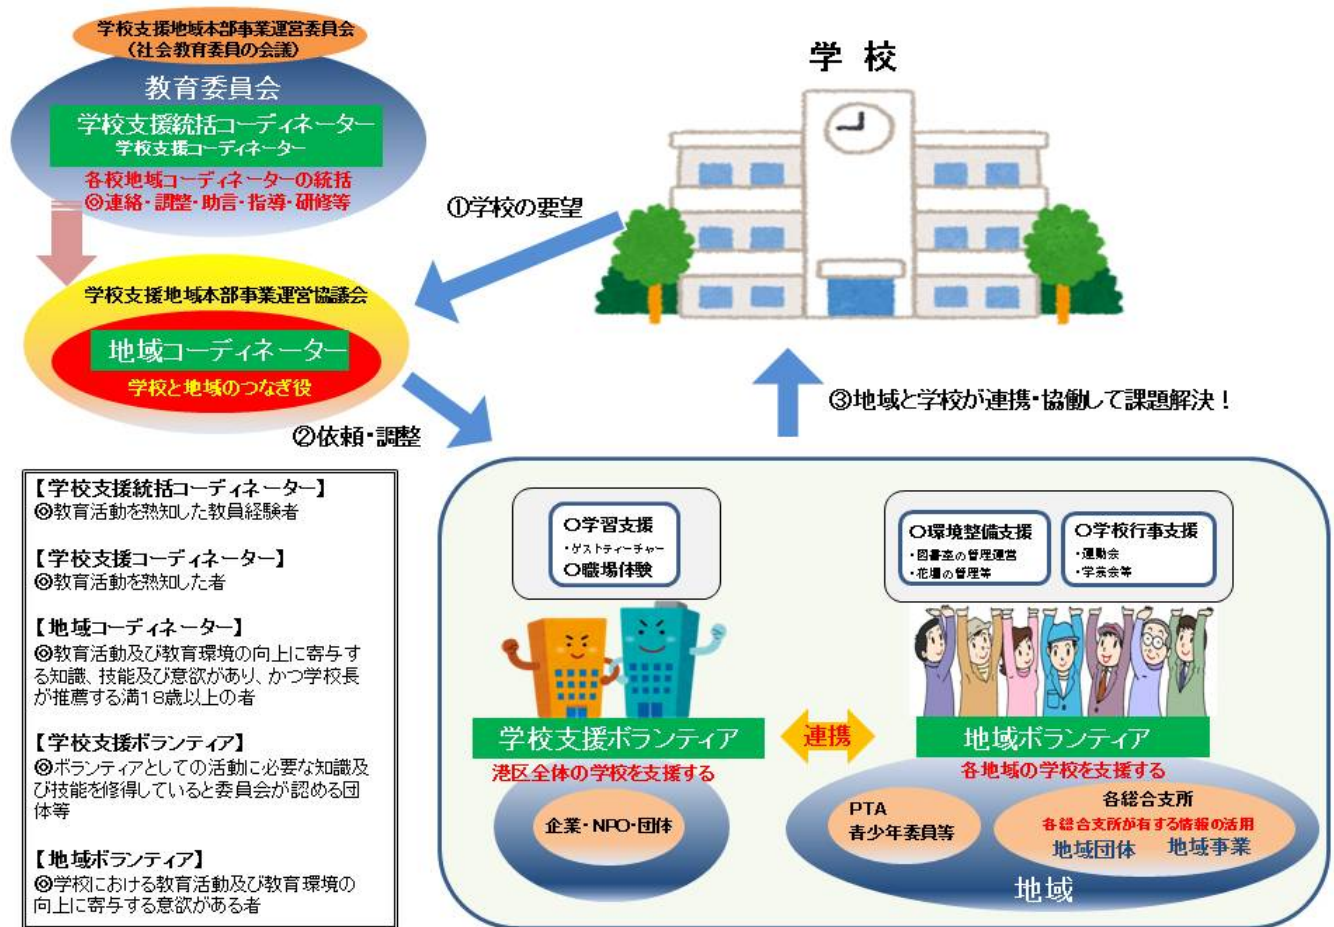 学校支援地域本部事業運営委員会
(社会教育委員の会議)
教育委員会
学校支援統括コーディネーター
学校支援コーディネーター
各校地域コーディネーターの統括
◎連絡・調整・助言・指導・研修等
学校
①学校の要望
学校支援地域本部事業運営協議会
地域コーディネーター
学校と地域のつなぎ役
②依頼・調整
③地域と学校が連携・協働して課題解決！
【学校支援統括コーディネーター】
◎教育活動を熟知した教員経験者
【学校支援コーディネーター】
◎教育活動を熟知した者
【地域コーディネーター】
◎教育活動及び教育環境の向上に寄与す
る知識、技能及び意欲があり、かつ学校長
が推薦する満18歳以上の者
【学校支援ボランティア】
◎ボランティアとしての活動に必要な知識及
び技能を修得していると委員会が認める団
体等
【地域ボランティア】
◎学校における教育活動及び教育環境の
向上に寄与する意欲がある者
○学習支援
・ゲストティーチャー
○職場体験
○環境整備支援
・図書室の管理運営
・花壇の管理等
○学校行事支援
・運動会
・学芸会等
学校支援ボランティア
連携
地域ボランティア
港区全体の学校を支援する
各地域の学校を支援する
企業・NPO・団体
PTA
青少年委員等
各総合支所
各総合支所が有する情報の活用
地域団体 地域事業
地域